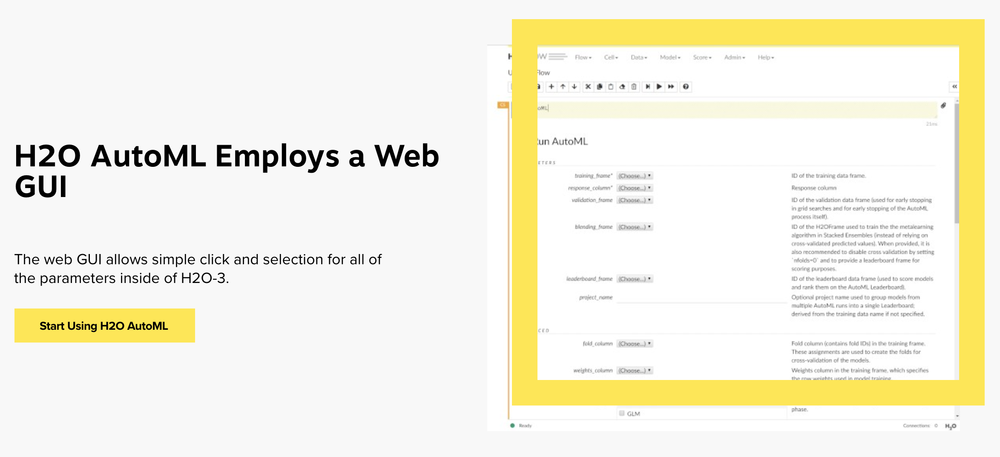 H2O AutoML Employs a Web
GUI
The web GUI allows simple click and selection for all of
the parameters inside of H2O-3.
Start Using H2O AutoML
OW Flow Cell Data Model Score Admin Help
Flow
CS
oML
21ms
un AutoML
ETERS
training_frame* (Choose...) ID of the training data frame.
response_column* (Choose...) Response column
validation_frame (Choose...) ID of the validation data frame (used for early stopping
in grid searches and for early stopping of the AutoML
process itself).
blending_frame (Choose...) ID of the H2OFrame used to train the the metalearning
algorithm in Stacked Ensembles (instead of relying on
cross-validated predicted values). When provided, it is
also recommended to disable cross validation by setting
`nfolds=0` and to provide a leaderboard frame for
scoring purposes.
leaderboard_frame (Choose...) ID of the leaderboard data frame (used to score models
and rank them on the AutoML Leaderboard).
project_name Optional project name used to group models from
multiple AutoML runs into a single Leaderboard;
derived from the training data name if not specified.
CED
fold_column (Choose...) Fold column (contains fold IDs) in the training frame.
These assignments are used to create the folds for
cross-validation of the models.
weights_column (Choose...) Weights column in the training frame, which specifies
the row weights used in model training.
phase.
GLM
Ready Connections: 0 H2O